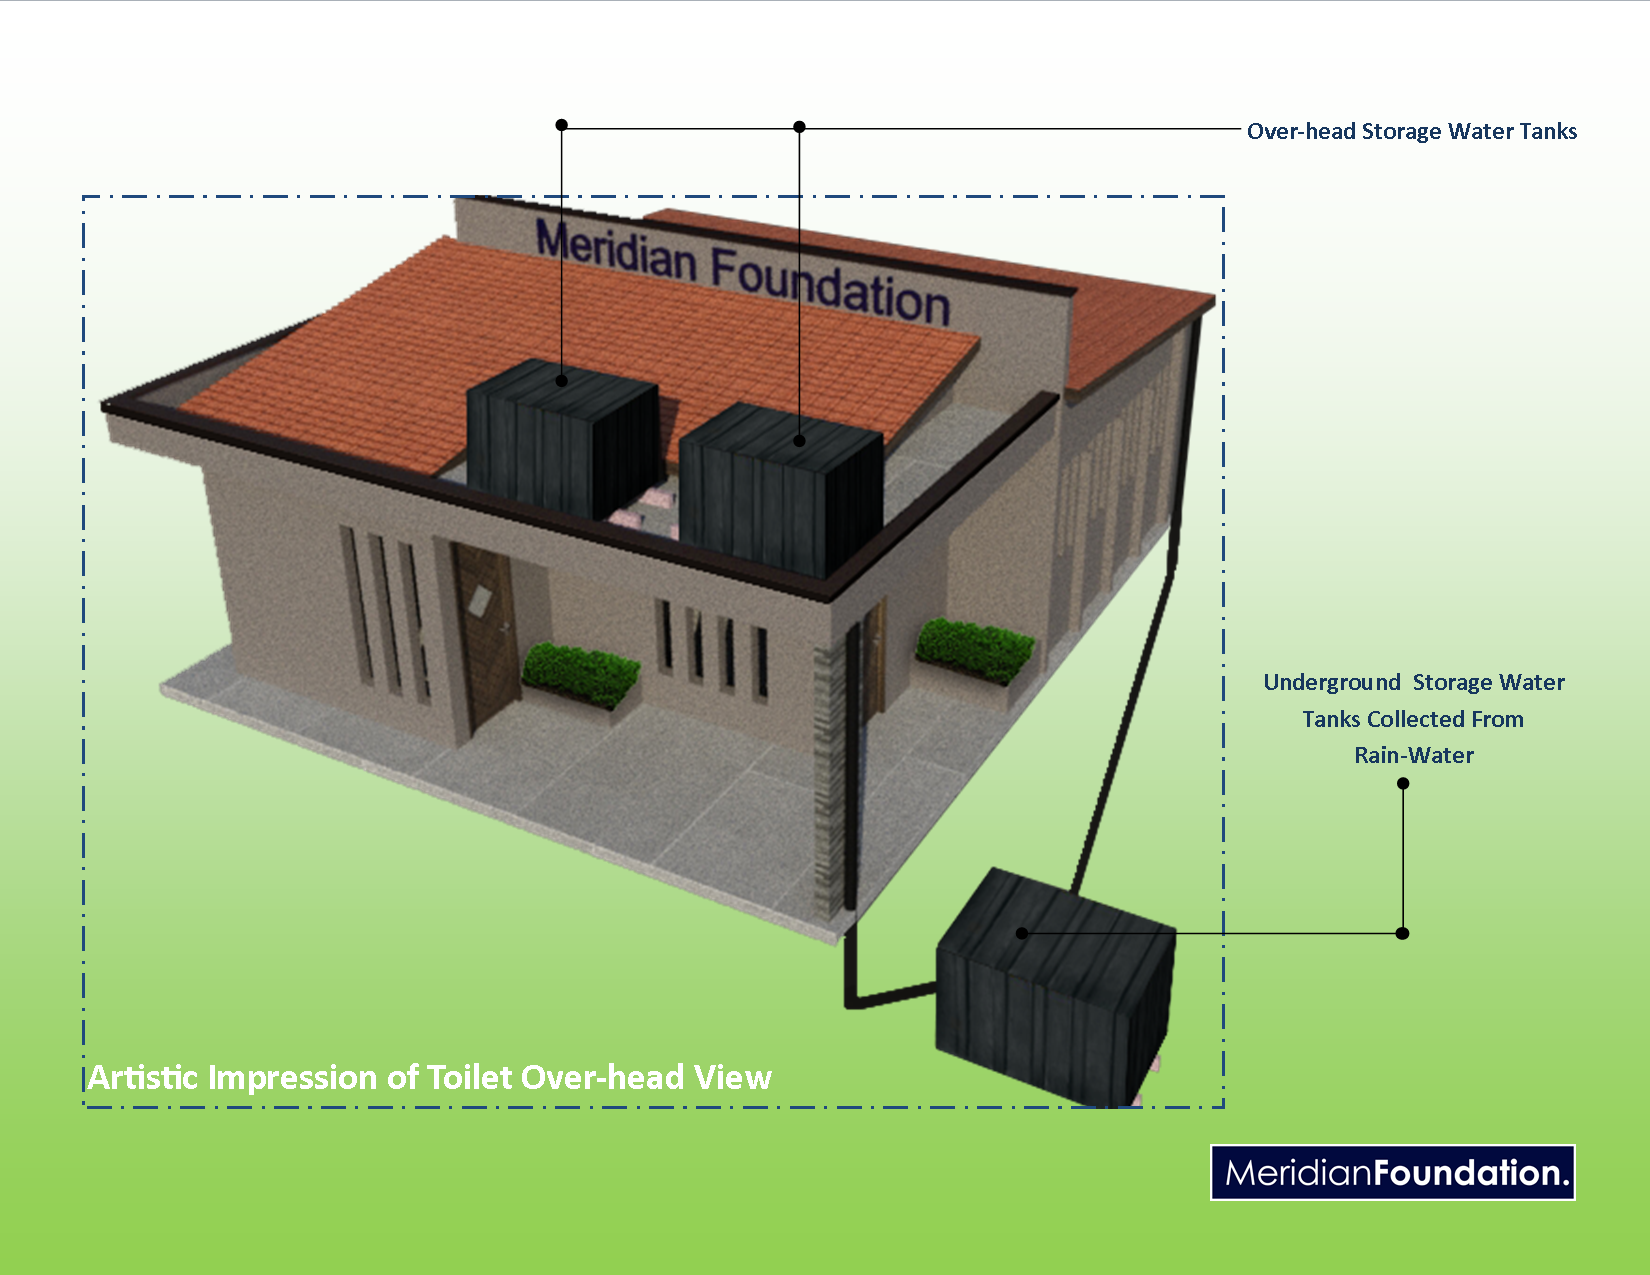 Over-head Storage Water Tanks
Meridian Foundation
Underground Storage Water
Tanks Collected From
Rain-Water
Artistic Impression of Toilet Over-head View
MeridianFoundation.